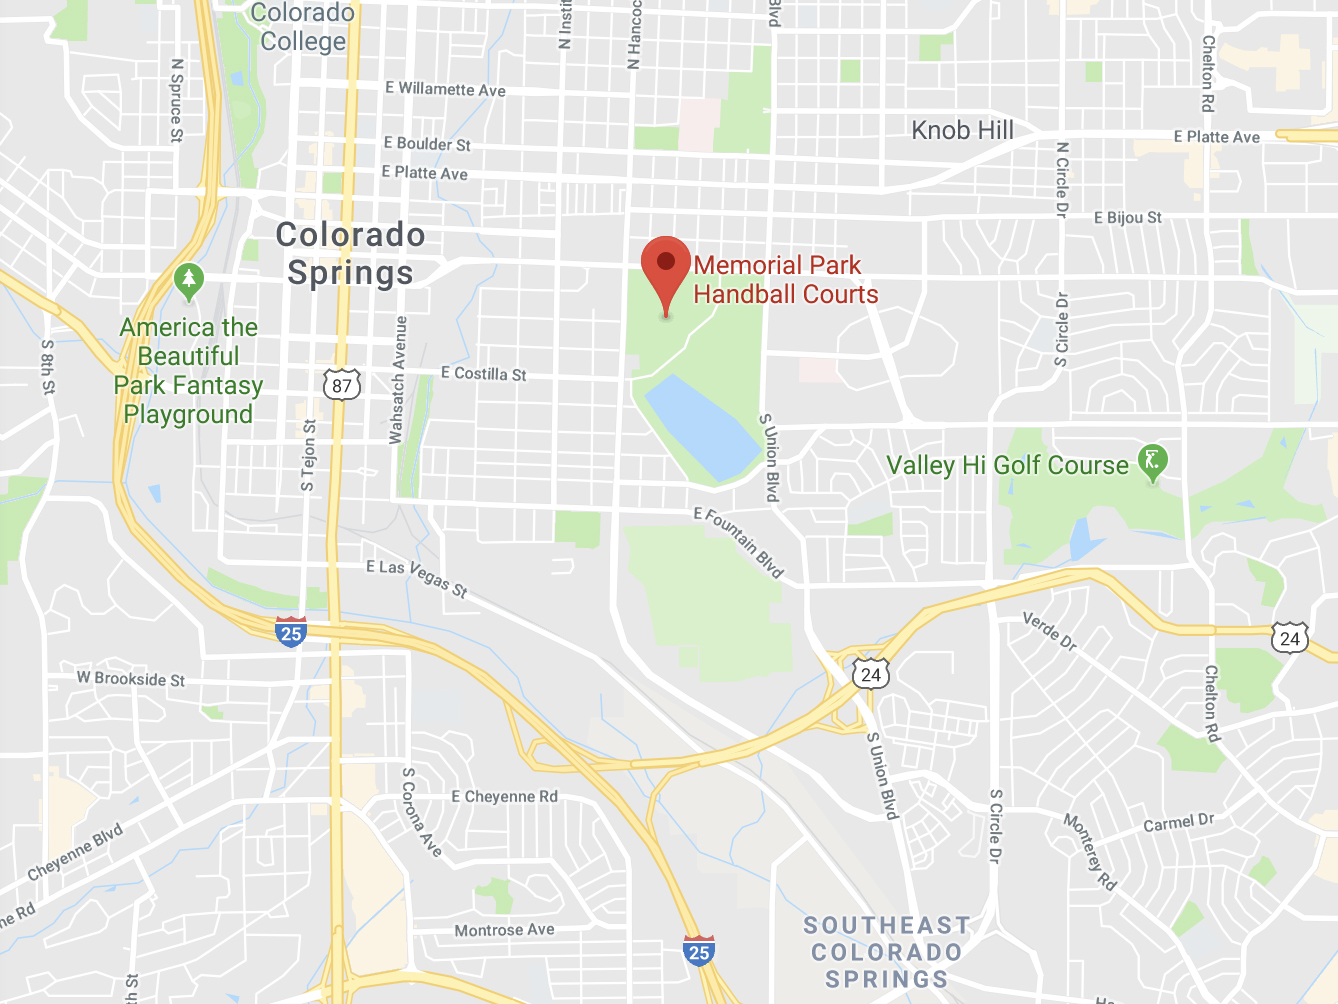 Colorado
College
N Spruce St
N Insti
N Hancoc
Blvd
Chelton Rd
E Willamette Ave
E Boulder St
E Platte Ave
Knob Hill
E Platte Ave
N Circle Dr
E Bijou St
Colorado
Springs
Memorial Park
Handball Courts
America the
Beautiful
Park Fantasy
Playground
S 8th St
87
Wahsatch Avenue
E Costilla St
S Circle Dr
S Tejon St
S Union Blvd
Valley Hi Golf Course
E Fountain Blvd
E Las Vegas St
25
Verde Dr
24
24
W Brookside St
Chelton Rd
S Union Blvd
S Corona Ave
E Cheyenne Rd
S Circle Dr
Monterey Rd
Carmel Dr
Cheyenne Blvd
ne Rd
Montrose Ave
25
SOUTHEAST
COLORADO
SPRINGS
th St